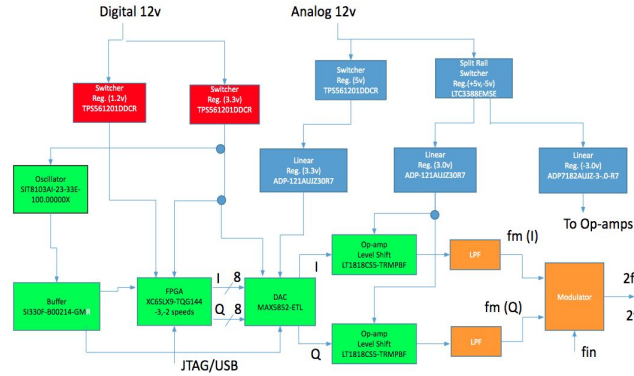 Digital 12v
Analog 12v
Switcher
Reg. (1.2v)
TPS561201DDCR
Switcher
Reg. (3.3v)
TPS561201DDCR
Switcher
Reg. (5v)
TPS561201DDCR
Split Rail
Switcher
Reg.(+5v,-5v)
LTC3388EMSE
Oscillator
SIT8103AI-23-33E-
100.00000X
Linear
Reg. (3.3v)
ADP-121AUJZ30R7
Linear
Reg. (3.0v)
ADP-121AUJZ30R7
Linear
Reg. (-3.0v)
ADP7182AUJZ-3-.0-R7
To Op-amps
Buffer
SI330F-B00214-GMR
FPGA
XC6SLX9-TQG144
-3,-2 speeds
I
8
Q
8
DAC
MAX5852-ETL
I
Q
Op-amp
Level Shift
LT1818CS5-TRMPBF
LPF
fm (I)
Op-amp
Level Shift
LT1818CS5-TRMPBF
LPF
fm (Q)
Modulator
2f
2
fin
JTAG/USB